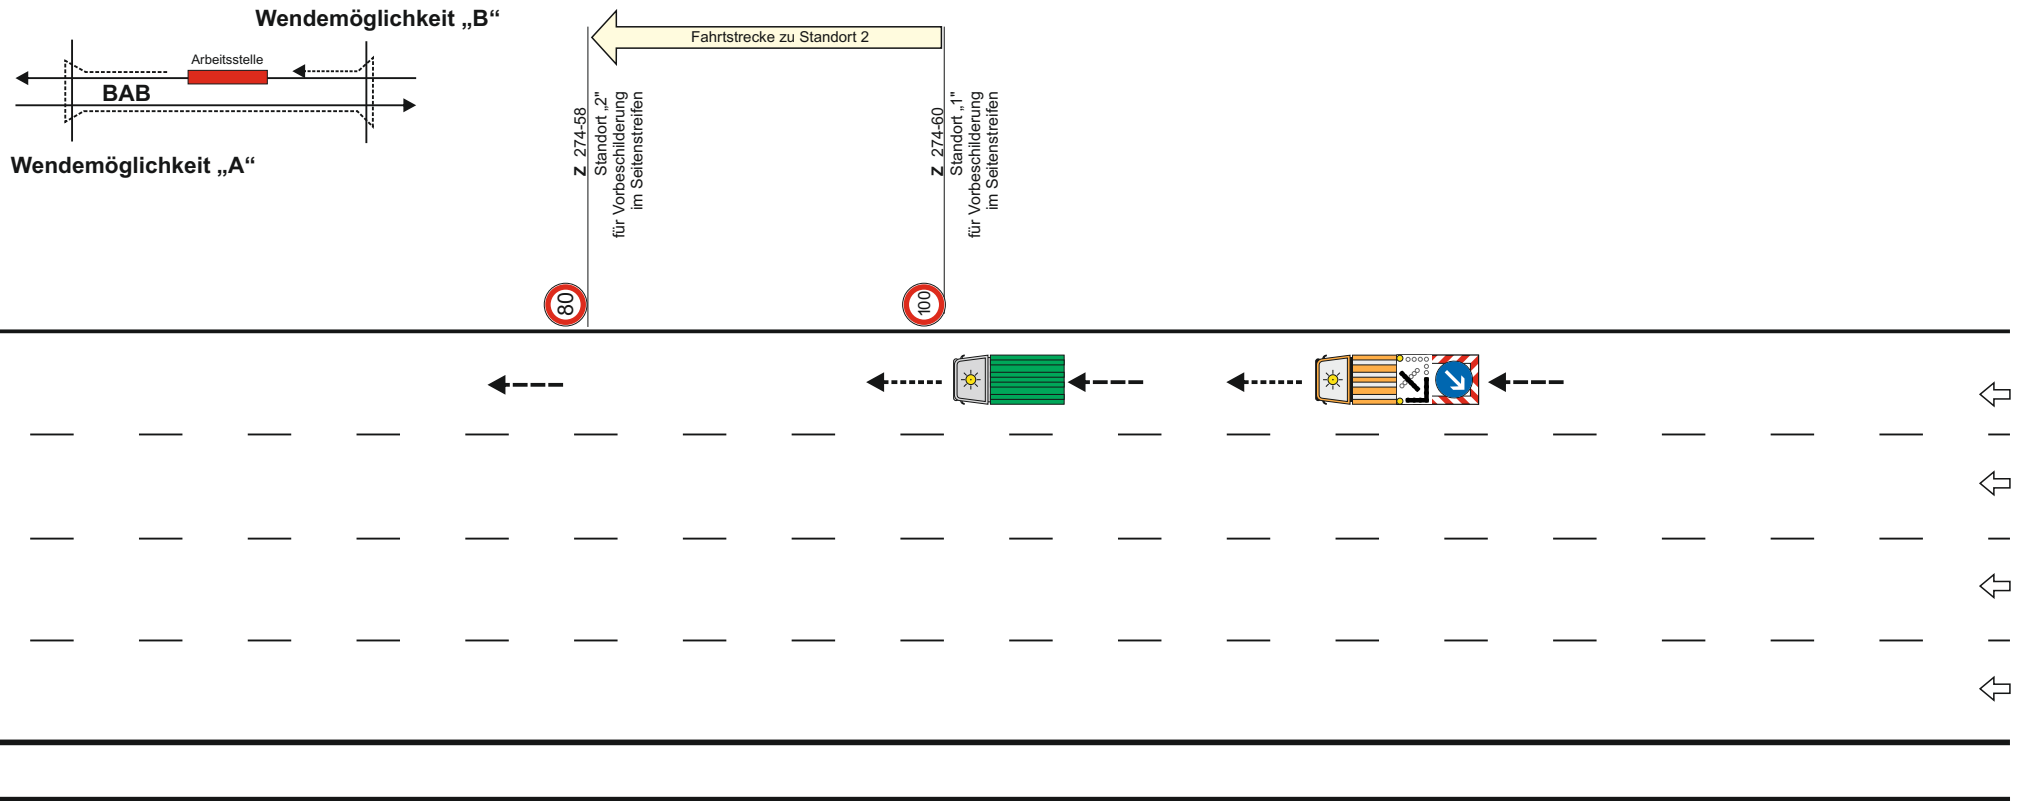 Wendemöglichkeit „B“
Arbeitsstelle
BAB
Wendemöglichkeit „A“
Fahrtstrecke zu Standort 2
Z 274-58
Standort „2"
für Vorbeschilderung
im Seitenstreifen
Z 274-60
Standort „1"
für Vorbeschilderung
im Seitenstreifen
80
100